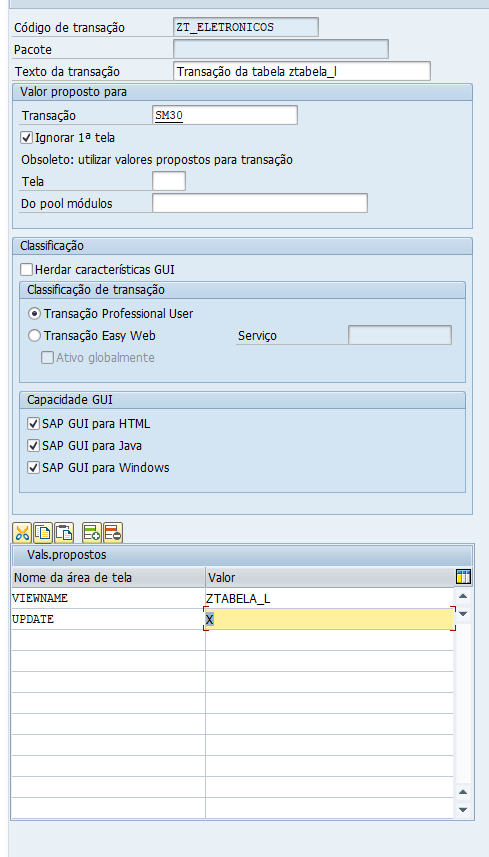 Código de transação ZT_ELETRONICOS
Pacote
Texto da transação Transação da tabela ztabela_l
Valor proposto para
Transação SM30
Ignorar 1ª tela
Obsoleto: utilizar valores propostos para transação
Tela
Do pool módulos
Classificação
Herdar características GUI
Classificação de transação
Transação Professional User
Transação Easy Web Serviço
Ativo globalmente
Capacidade GUI
SAP GUI para HTML
SAP GUI para Java
SAP GUI para Windows
Vals.propostos
Nome da área de tela Valor
VIEWNAME ZTABELA_L
UPDATE X